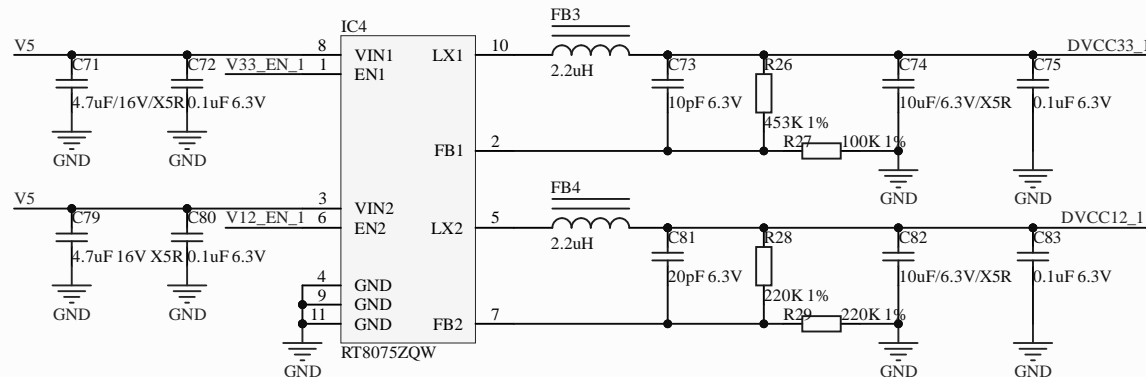 FB3
IC4
V5
C71
C72
8
VIN1
LX1
10
C73
R26
C74
C75
DVCC33_1
V33_EN_1
1
EN1
2.2uH
4.7uF/16V/X5R
0.1uF 6.3V
10pF 6.3V
10uF/6.3V/X5R
0.1uF 6.3V
453K 1%
GND
GND
FB1
2
R27
100K 1%
GND
GND
FB4
V5
C79
C80
3
VIN2
V12_EN_1
6
EN2
LX2
5
C81
R28
C82
C83
DVCC12_1
2.2uH
4.7uF 16V X5R
0.1uF 6.3V
20pF 6.3V
10uF/6.3V/X5R
0.1uF 6.3V
4
GND
220K 1%
9
GND
GND
GND
11
GND
FB2
7
R29
220K 1%
RT8075ZQW
GND
GND
GND